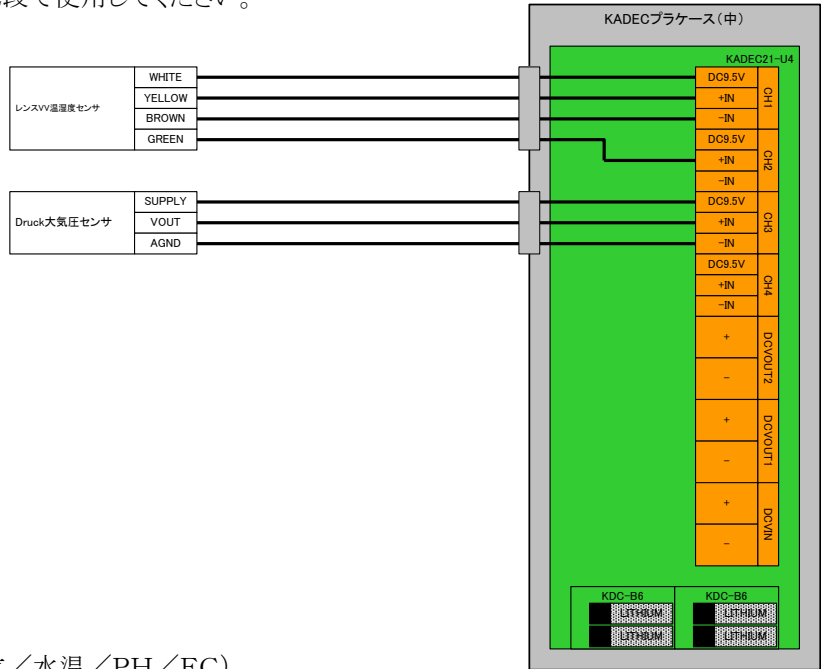 使用してください。
KADECプラケース(中)
KADEC21-U4
レンスVV温湿度センサ
WHITE
YELLOW
BROWN
GREEN
Druck大気圧センサ
SUPPLY
VOUT
AGND
DC9.5V
+IN
-IN
CH1
DC9.5V
+IN
-IN
CH2
DC9.5V
+IN
-IN
CH3
DC9.5V
+IN
-IN
CH4
+
-
DCVOUT2
+
-
DCVOUT1
+
-
DCVIN
KDC-B6
LITHIUM
LITHIUM
KDC-B6
LITHIUM
LITHIUM
/水温/PH/EC)